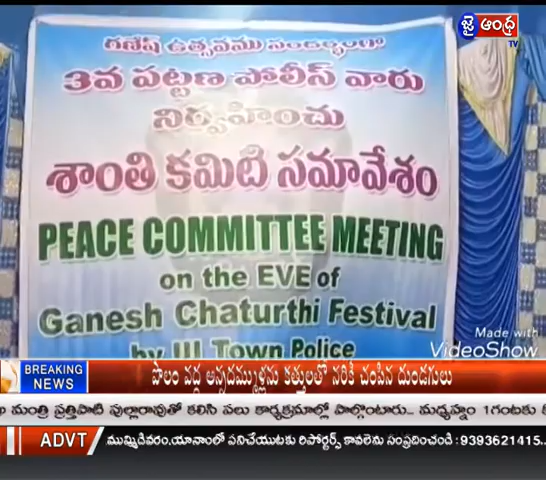 జై ఆంధ్ర
TV
గణేష్ ఉత్సవము సందర్భంగా
3వ పట్టణ పోలీస్ వారు
నిర్వహించు
శాంతి కమిటి సమావేశం
PEACE COMMITTEE MEETING
on the EVE of
Ganesh Chaturthi Festival
by III Town Police
Made with
VideoShow
BREAKING NEWS
పొలం వద్ద అన్నదమ్ముళ్లను కత్తులతో నరికి చంపిన దుండగులు
మంత్రి ప్రత్తిపాటి పుల్లారావుతో కలిసి పలు కార్యక్రమాల్లో పాల్గొంటారు... మధ్యహ్నం 1గంటకు
ADVT ముమ్మిడివరం,యానాంలో పనిచేయుటకు రిపోర్టర్స్ కావలెను సంప్రదించండి :9393621415...